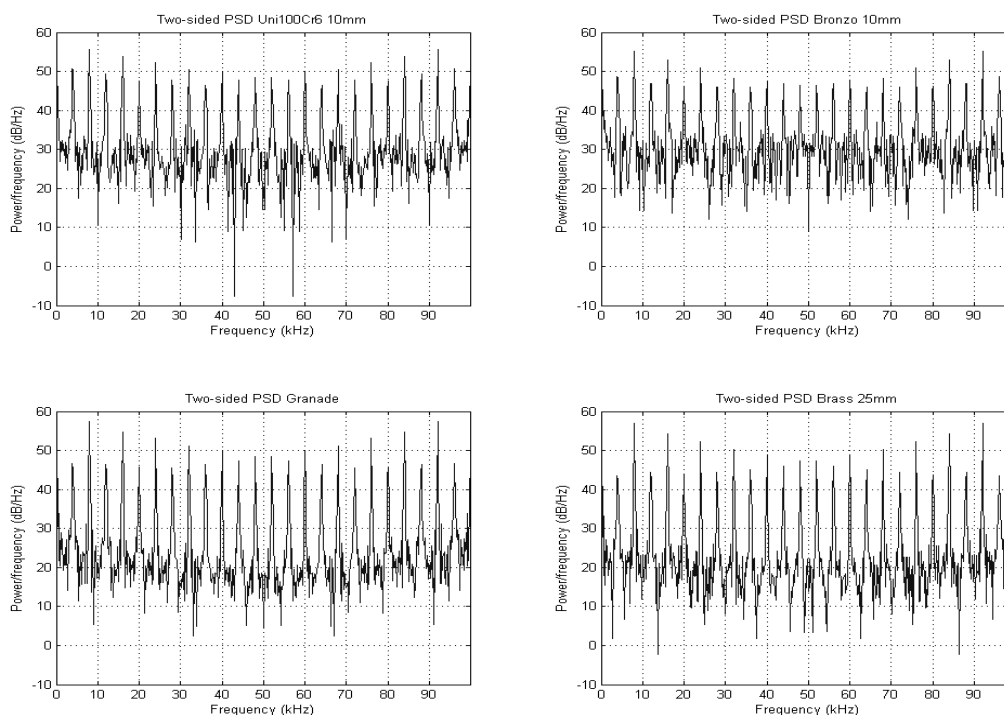 Two-sided PSD Uni100Cr6 10mm
Power/frequency (dB/Hz)
60
50
40
30
20
10
0
-10
0 10 20 30 40 50 60 70 80 90
Frequency (kHz)
Two-sided PSD Bronzo 10mm
Power/frequency (dB/Hz)
60
50
40
30
20
10
0
-10
0 10 20 30 40 50 60 70 80 90
Frequency (kHz)
Two-sided PSD Granade
Power/frequency (dB/Hz)
60
50
40
30
20
10
0
-10
0 10 20 30 40 50 60 70 80 90
Frequency (kHz)
Two-sided PSD Brass 25mm
Power/frequency (dB/Hz)
60
50
40
30
20
10
0
-10
0 10 20 30 40 50 60 70 80 90
Frequency (kHz)